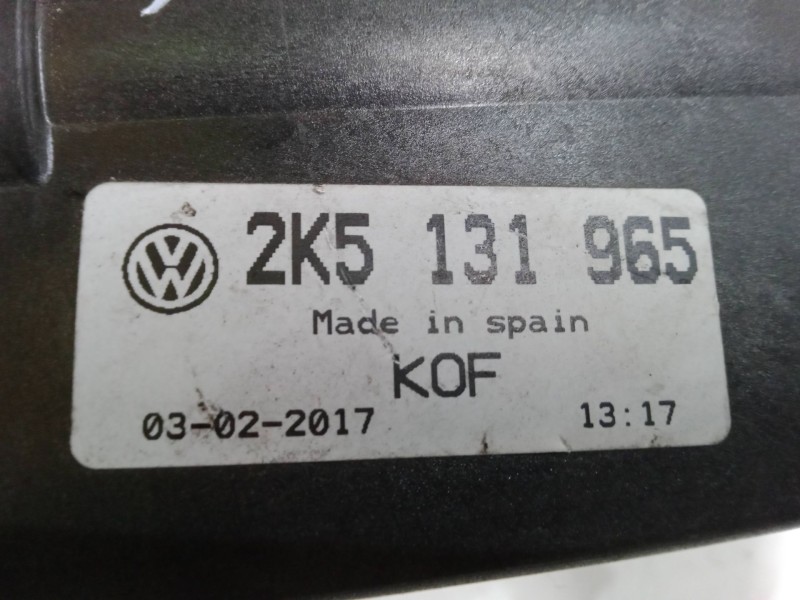 2K5 131 965
Made in spain
KOF
03-02-2017 13:17